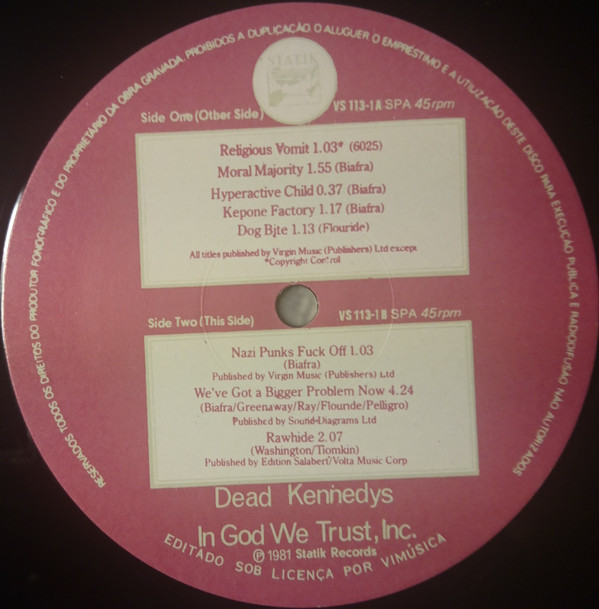 RESERVADOS TODOS OS DIREITOS DO PRODUTOR FONOGRAFICO E DO PROPRIETÁRIO DA OBRA GRAVADA. PROIBIDOS A DUPLICAÇÃO O ALUGUER O EMPRÉSTIMO E A UTILIZAÇÃO DESTE DISCO PARA EXECUÇÃO PUBLICA E RADIODIFUSÃO NÃO AUTORIZADOS
STATIK
Side One (Other Side)
VS 113-1A SPA 45rpm
Religious Vomit 1.03* (6025)
Moral Majority 1.55 (Biafra)
Hyperactive Child 0.37 (Biafra)
Kepone Factory 1.17 (Biafra)
Dog Bite 1.13 (Flouride)
All titles published by Virgin Music (Publishers) Ltd except
*Copyright Control
Side Two (This Side)
VS 113-1B SPA 45rpm
Nazi Punks Fuck Off 1.03
(Biafra)
Published by Virgin Music (Publishers) Ltd
We've Got a Bigger Problem Now 4.24
(Biafra/Greenaway/Ray/Flouride/Pelligro)
Published by Sound-Diagrams Ltd
Rawhide 2.07
(Washington/Tiomkin)
Published by Edition Salabert/Volta Music Corp
Dead Kennedys
In God We Trust, Inc.
℗ 1981 Statik Records
EDITADO SOB LICENÇA POR VIMÚSICA